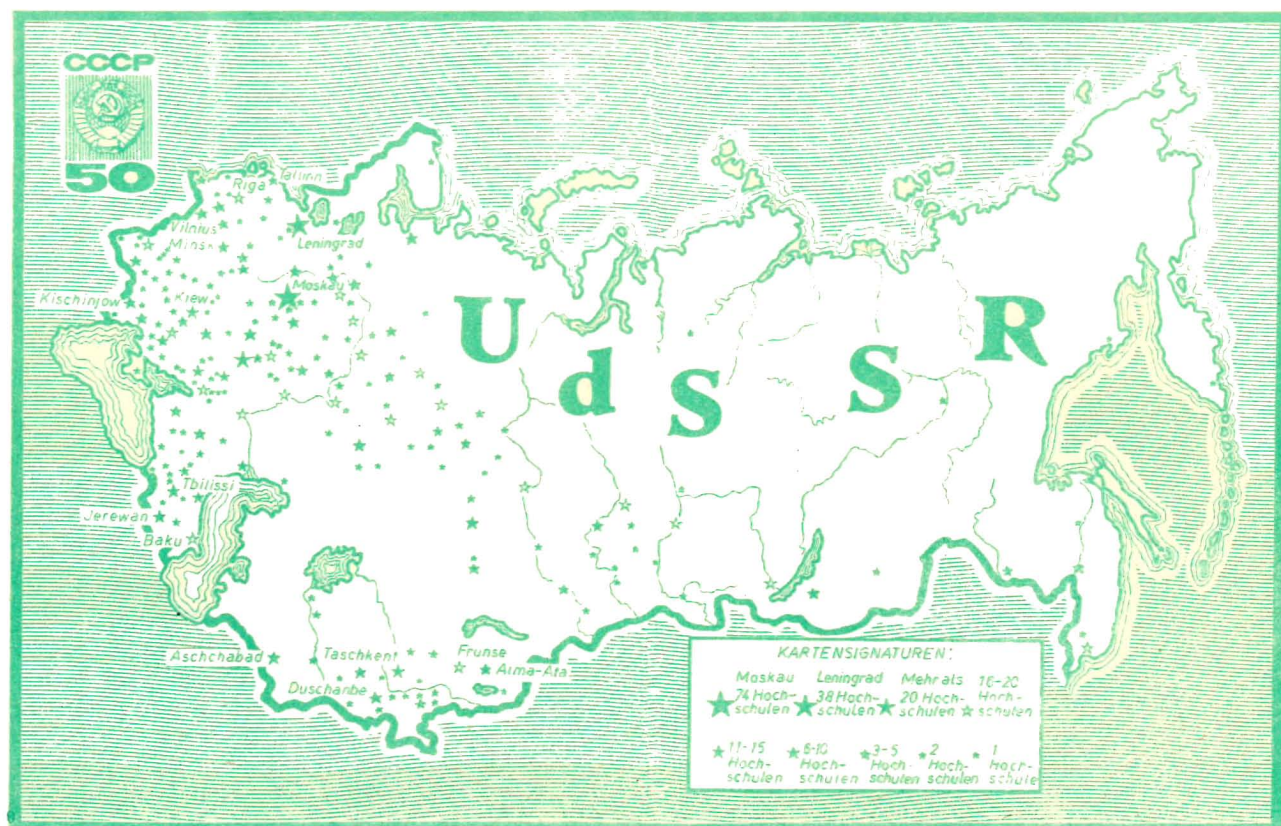 CCCP
50
Tallinn
Riga
Vilnius
Minsk
Leningrad
Moskau
Kischinjow
Kiew
U d S S R
Tbilissi
Jerewan
Baku
Aschchabad
Taschkent
Frunse
Alma-Ata
Duschanbe
KARTENSIGNATUREN:
Moskau Leningrad Mehr als 16-20
74 Hoch- 38 Hoch- 20 Hoch- Hoch-
schulen schulen schulen schulen
11-15 6-10 3-5 2 1
Hoch- Hoch- Hoch Hoch- Hoch-
schulen schulen schulen schulen schule